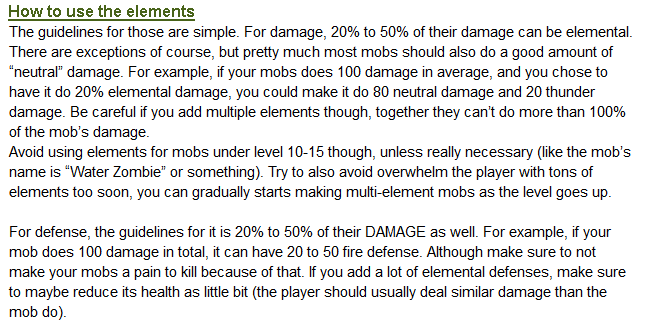 How to use the elements
The guidelines for those are simple. For damage, 20% to 50% of their damage can be elemental.
There are exceptions of course, but pretty much most mobs should also do a good amount of
“neutral” damage. For example, if your mobs does 100 damage in average, and you chose to
have it do 20% elemental damage, you could make it do 80 neutral damage and 20 thunder
damage. Be careful if you add multiple elements though, together they can’t do more than 100%
of the mob’s damage.
Avoid using elements for mobs under level 10-15 though, unless really necessary (like the mob’s
name is “Water Zombie” or something). Try to also avoid overwhelm the player with tons of
elements too soon, you can gradually starts making multi-element mobs as the level goes up.

For defense, the guidelines for it is 20% to 50% of their DAMAGE as well. For example, if your
mob does 100 damage in total, it can have 20 to 50 fire defense. Although make sure to not
make your mobs a pain to kill because of that. If you add a lot of elemental defenses, make sure
to maybe reduce its health as little bit (the player should usually deal similar damage than the
mob do).